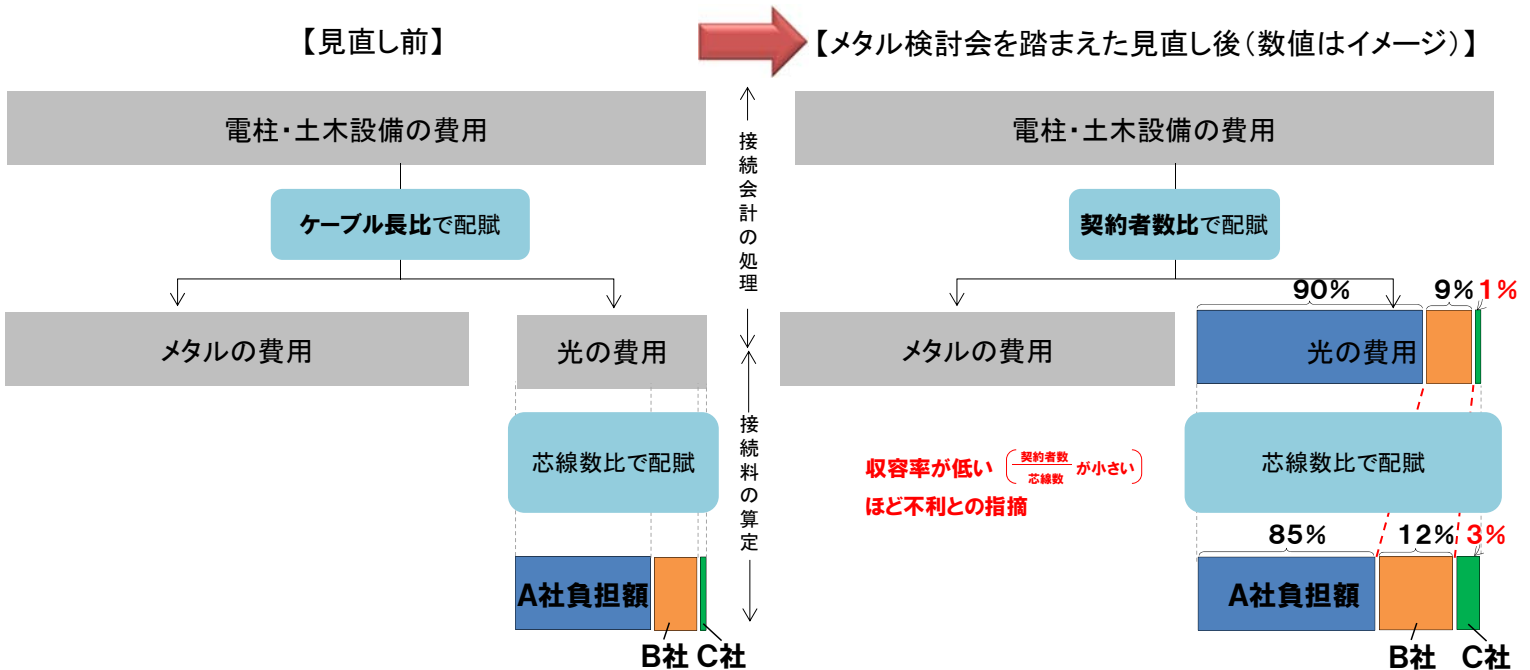 【見直し前】
電柱・土木設備の費用
ケーブル長比で配賦
メタルの費用
光の費用
芯線数比で配賦
A社負担額
B社
C社
接続会計の処理
接続料の算定
【メタル検討会を踏まえた見直し後(数値はイメージ)】
電柱・土木設備の費用
契約者数比で配賦
90%
9%
1%
メタルの費用
光の費用
収容率が低い(契約者数/芯線数が小さい)
ほど不利との指摘
芯線数比で配賦
85%
12%
3%
A社負担額
B社
C社